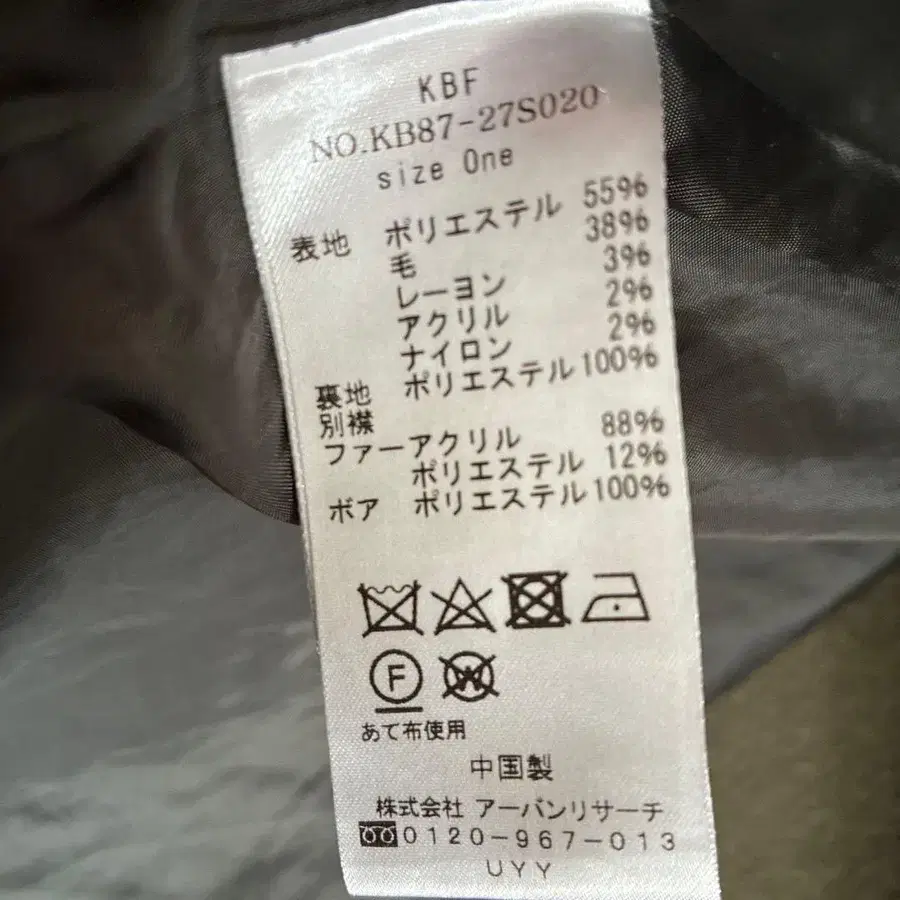 KBF
NO.KB87-27S020
size One
表地 ポリエステル 55%
毛 38%
レーヨン 3%
アクリル 2%
ナイロン 2%
裏地 ポリエステル 100%
別襟
ファーアクリル 88%
ポリエステル 12%
ボア ポリエステル 100%
F W
あて布使用
中国製
株式会社 アーバンリサーチ
0120-967-013
UYY